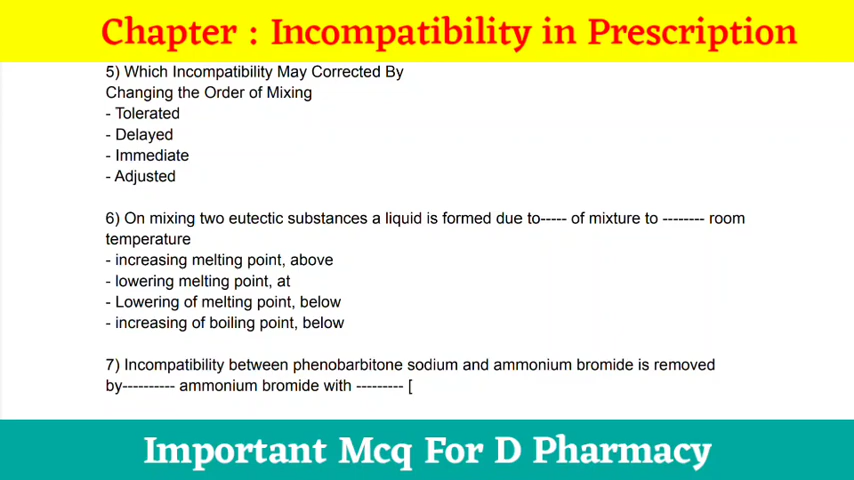 Chapter : Incompatibility in Prescription
5) Which Incompatibility May Corrected By
Changing the Order of Mixing
- Tolerated
- Delayed
- Immediate
- Adjusted
6) On mixing two eutectic substances a liquid is formed due to----- of mixture to -------- room
temperature
- increasing melting point, above
- lowering melting point, at
- Lowering of melting point, below
- increasing of boiling point, below
7) Incompatibility between phenobarbitone sodium and ammonium bromide is removed
by---------- ammonium bromide with --------- [
Important Mcq For D Pharmacy